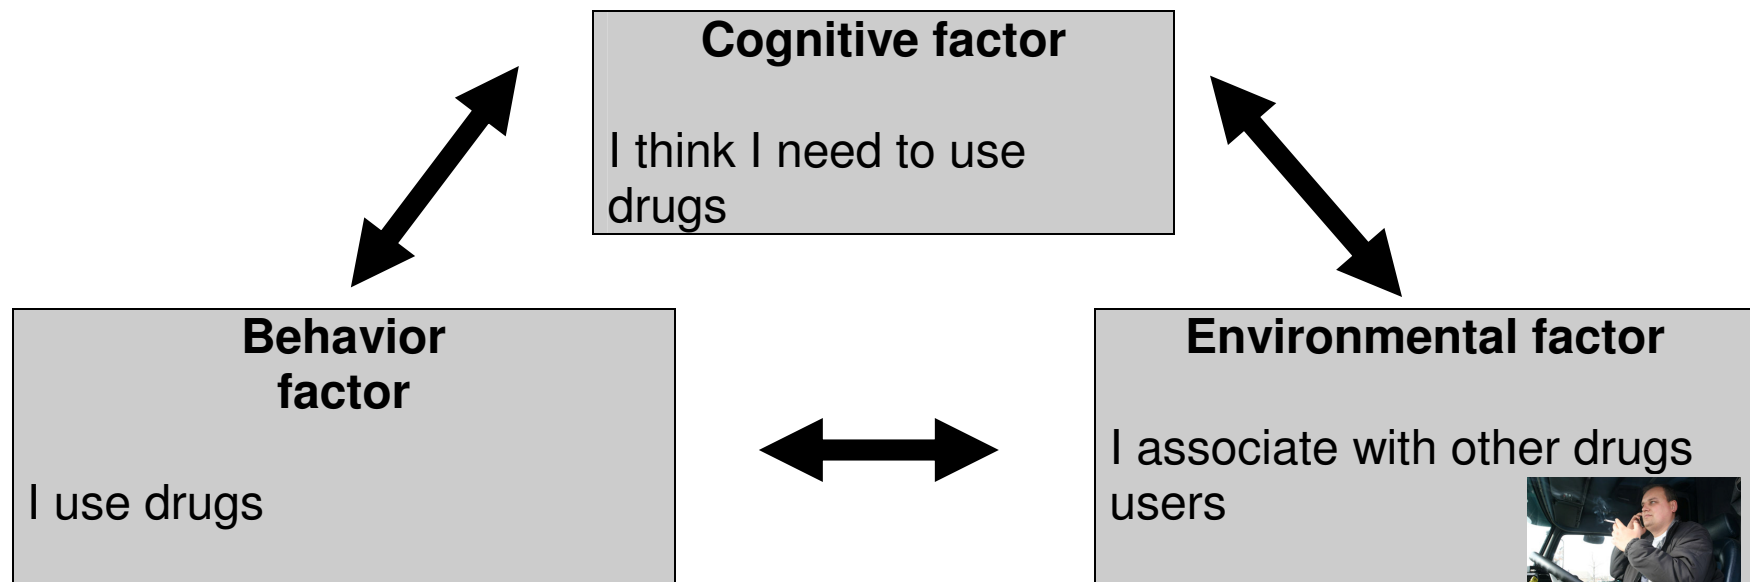 Cognitive factor
I think I need to use
drugs
Behavior
factor
I use drugs
Environmental factor
I associate with other drugs
users